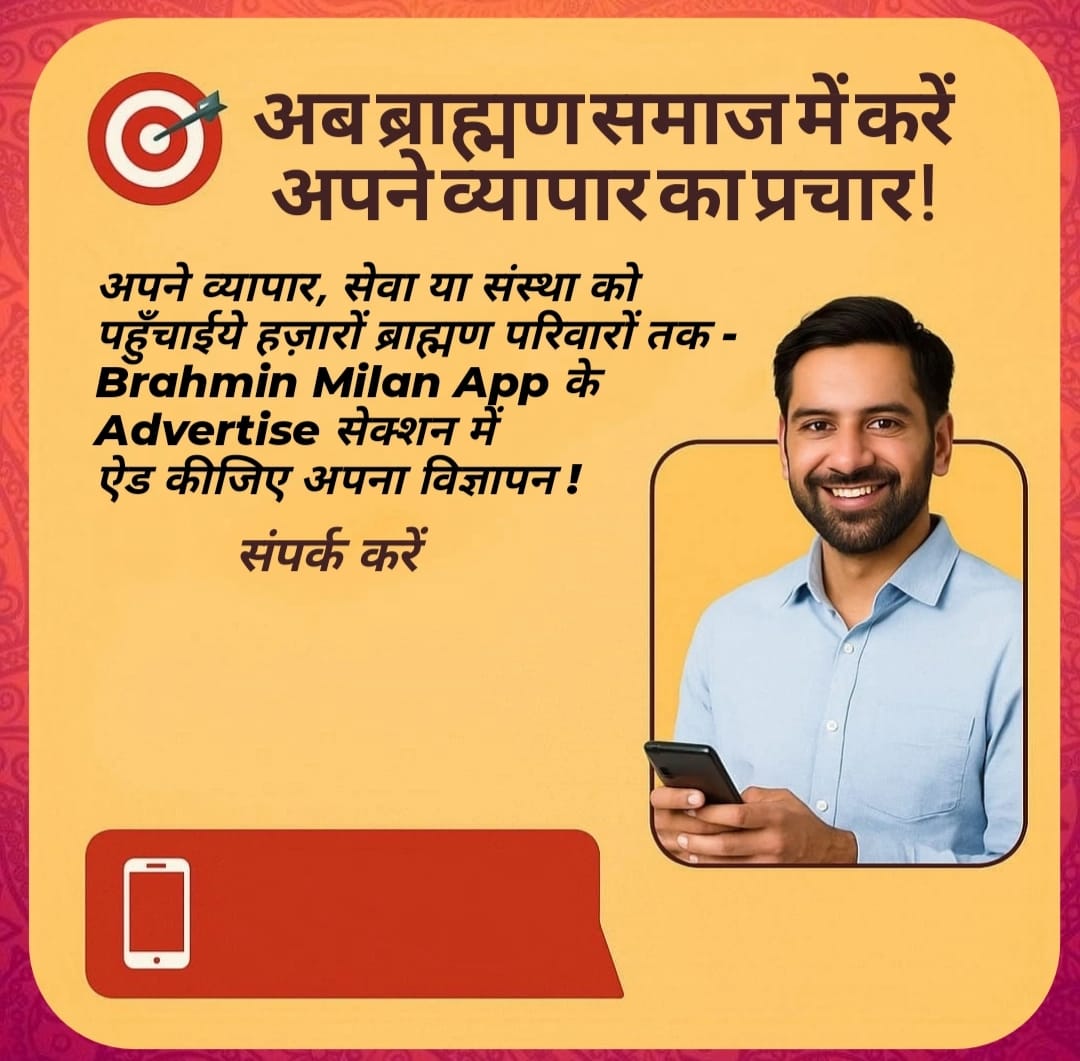 अब ब्राह्मण समाज में करें
अपने व्यापार का प्रचार!
अपने व्यापार, सेवा या संस्था को
पहुँचाईये हज़ारों ब्राह्मण परिवारों तक -
Brahmin Milan App के
Advertise सेक्शन में
ऐड कीजिए अपना विज्ञापन !
संपर्क करें